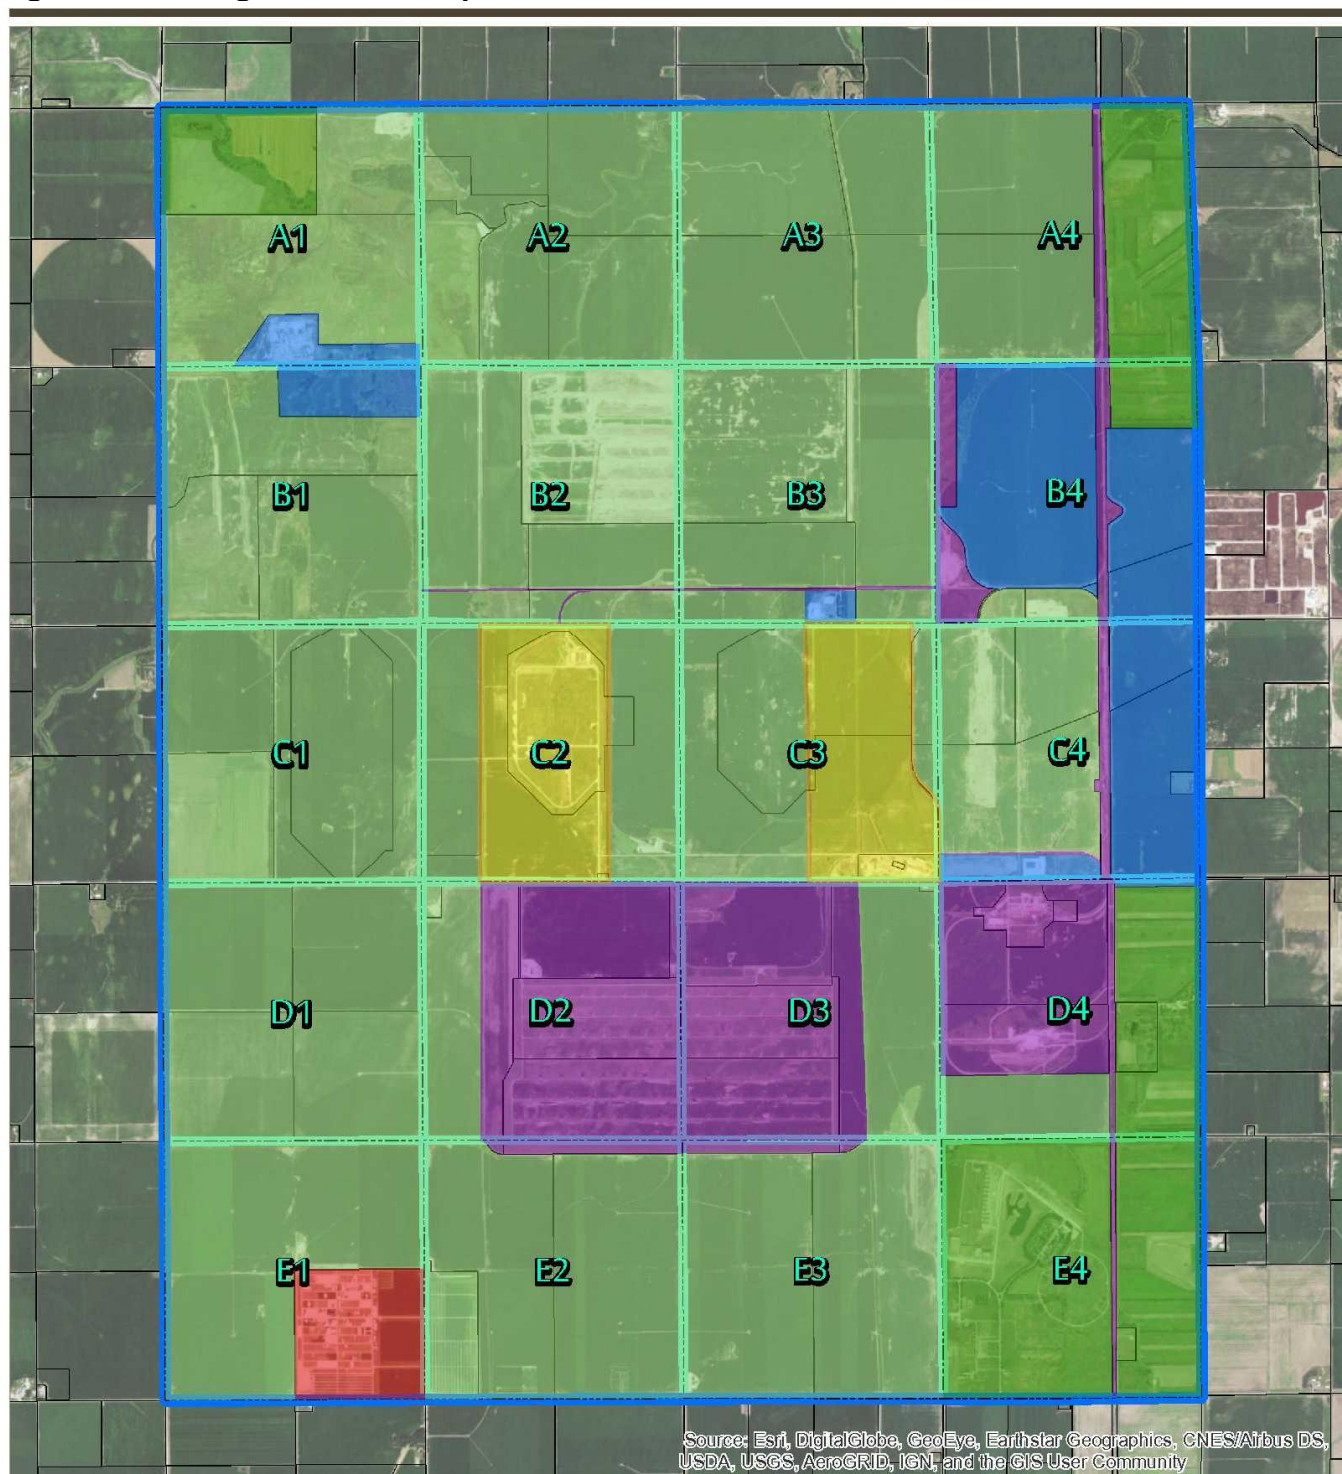 A1 A2 A3 A4
B1 B2 B3 B4
C1 C2 C3 C4
D1 D2 D3 D4
E1 E2 E3 E4
Source: Esri, DigitalGlobe, GeoEye, Earthstar Geographics, CNES/Airbus DS,
USDA, USGS, AeroGRID, IGN, and the GIS User Community